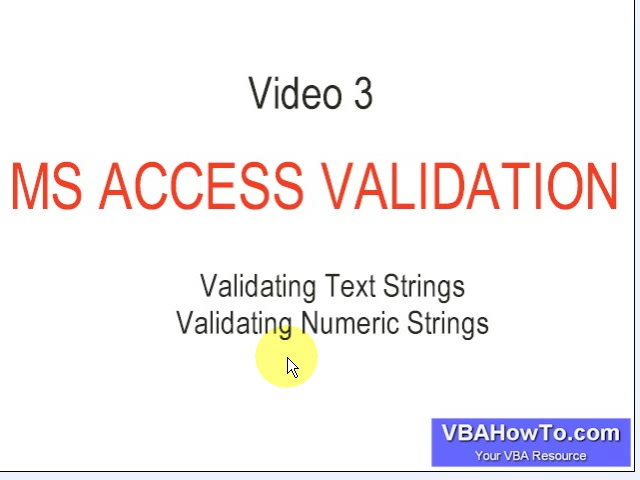 Video 3
MS ACCESS VALIDATION
Validating Text Strings
Validating Numeric Strings
VBAHowTo.com
Your VBA Resource